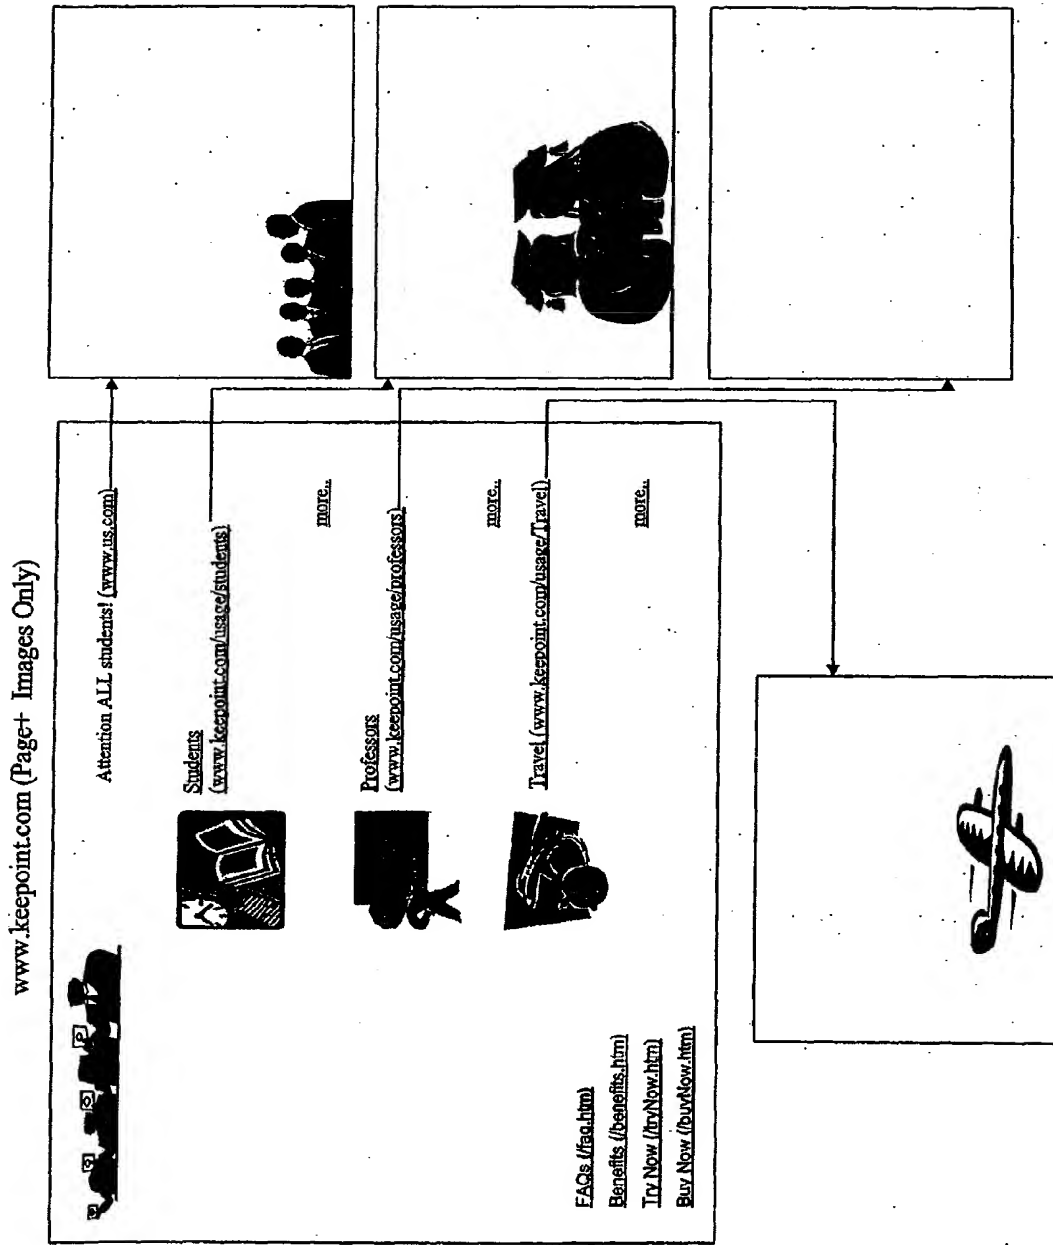 www.keepoint.com (Page+ Images Only)
Attention ALL students! (www.us.com)
Students
(www.keepoint.com/usage/students)
more..
Professors
(www.keepoint.com/usage/professors)
more..
Travel (www.keepoint.com/usage/Travel)
more..
FAQs (/faq.htm)
Benefits (/benefits.htm)
Try Now (/tryNow.htm)
Buy Now (/buyNow.htm)